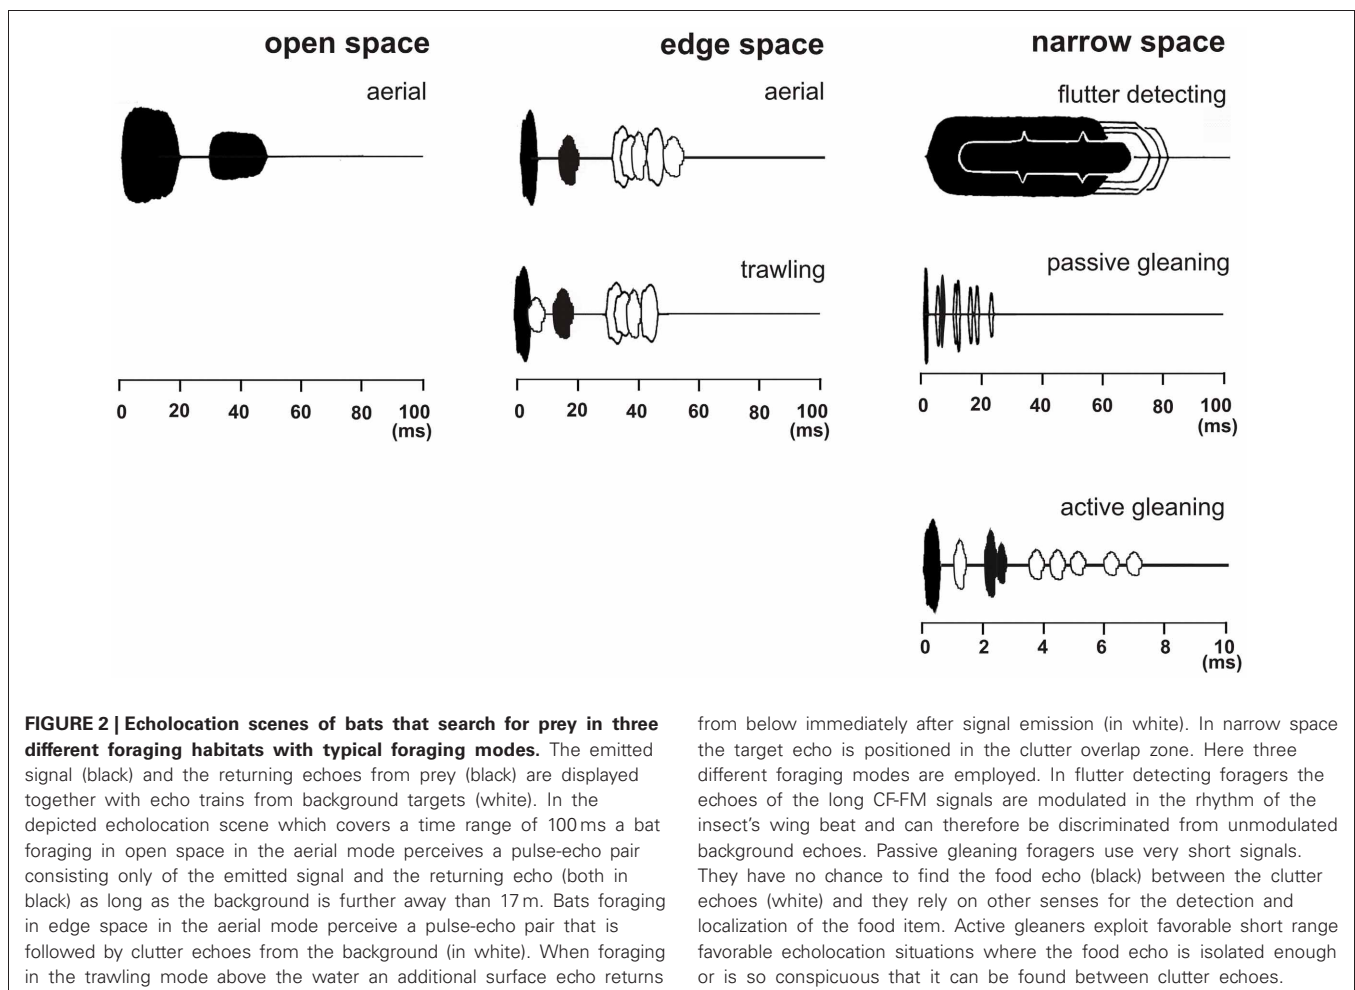 open space
aerial
0 20 40 60 80 100
(ms)
edge space
aerial
trawling
0 20 40 60 80 100
(ms)
narrow space
flutter detecting
passive gleaning
0 20 40 60 80 100
(ms)
active gleaning
0 2 4 6 8 10
(ms)
FIGURE 2 | Echolocation scenes of bats that search for prey in three
different foraging habitats with typical foraging modes. The emitted
signal (black) and the returning echoes from prey (black) are displayed
together with echo trains from background targets (white). In the
depicted echolocation scene which covers a time range of 100 ms a bat
foraging in open space in the aerial mode perceives a pulse-echo pair
consisting only of the emitted signal and the returning echo (both in
black) as long as the background is further away than 17 m. Bats foraging
in edge space in the aerial mode perceive a pulse-echo pair that is
followed by clutter echoes from the background (in white). When foraging
in the trawling mode above the water an additional surface echo returns
from below immediately after signal emission (in white). In narrow space
the target echo is positioned in the clutter overlap zone. Here three
different foraging modes are employed. In flutter detecting foragers the
echoes of the long CF-FM signals are modulated in the rhythm of the
insect's wing beat and can therefore be discriminated from unmodulated
background echoes. Passive gleaning foragers use very short signals.
They have no chance to find the food echo (black) between the clutter
echoes (white) and they rely on other senses for the detection and
localization of the food item. Active gleaners exploit favorable short range
favorable echolocation situations where the food echo is isolated enough
or is so conspicuous that it can be found between clutter echoes.